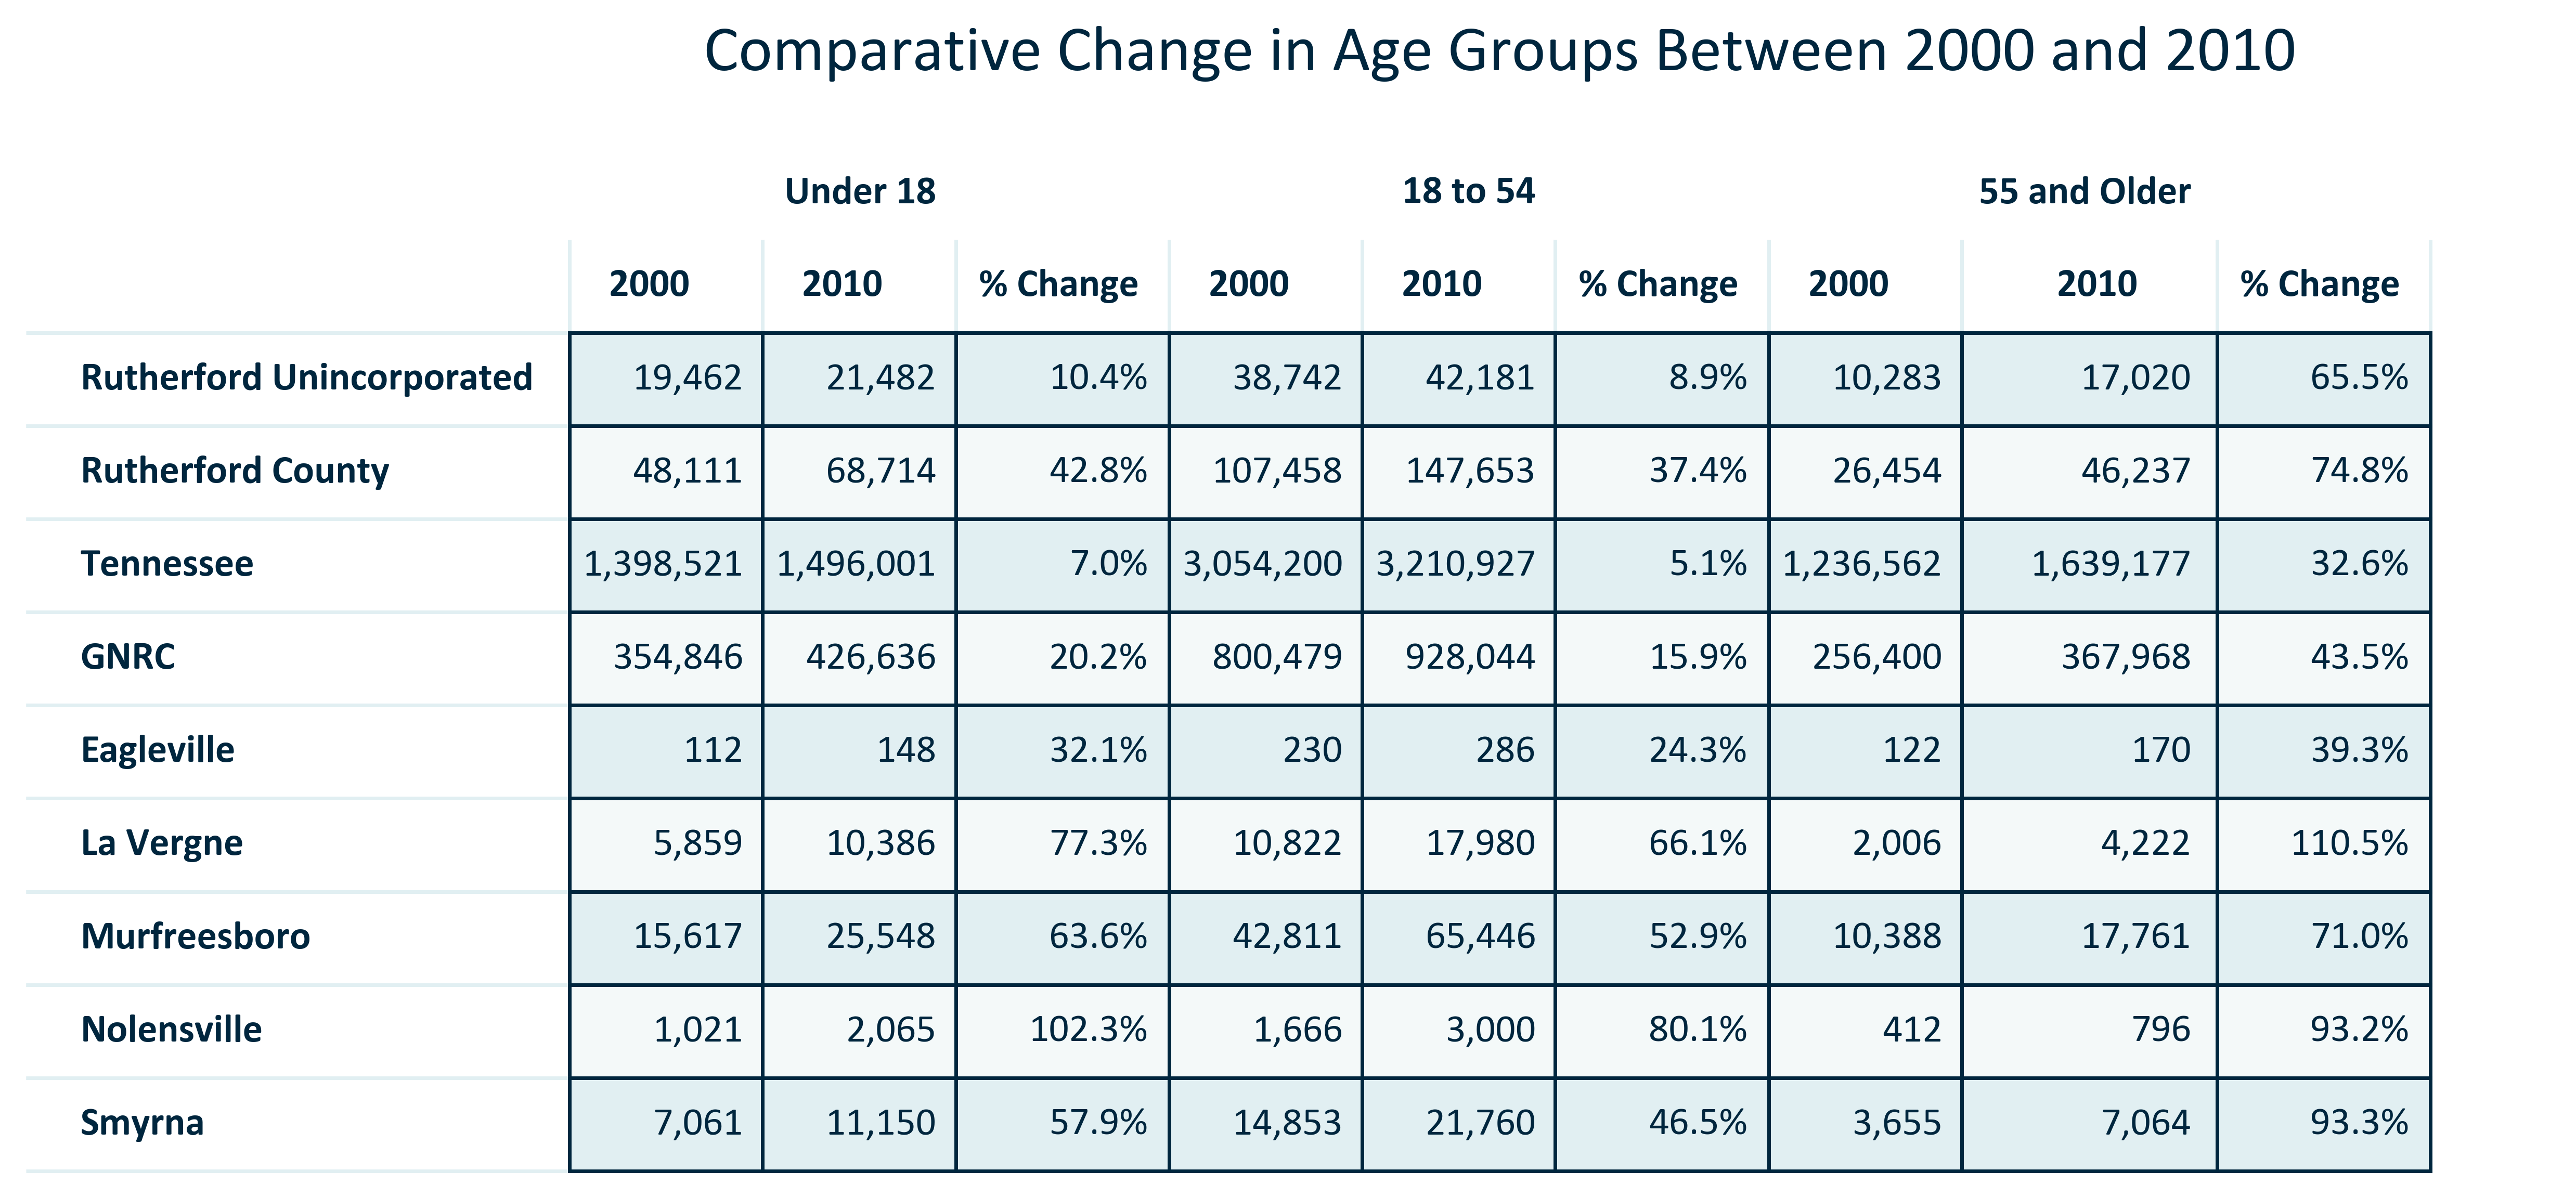 Comparative Change in Age Groups Between 2000 and 2010
Under 18 18 to 54 55 and Older
2000 2010 % Change 2000 2010 % Change 2000 2010 % Change
Rutherford Unincorporated 19,462 21,482 10.4% 38,742 42,181 8.9% 10,283 17,020 65.5%
Rutherford County 48,111 68,714 42.8% 107,458 147,653 37.4% 26,454 46,237 74.8%
Tennessee 1,398,521 1,496,001 7.0% 3,054,200 3,210,927 5.1% 1,236,562 1,639,177 32.6%
GNRC 354,846 426,636 20.2% 800,479 928,044 15.9% 256,400 367,968 43.5%
Eagleville 112 148 32.1% 230 286 24.3% 122 170 39.3%
La Vergne 5,859 10,386 77.3% 10,822 17,980 66.1% 2,006 4,222 110.5%
Murfreesboro 15,617 25,548 63.6% 42,811 65,446 52.9% 10,388 17,761 71.0%
Nolensville 1,021 2,065 102.3% 1,666 3,000 80.1% 412 796 93.2%
Smyrna 7,061 11,150 57.9% 14,853 21,760 46.5% 3,655 7,064 93.3%